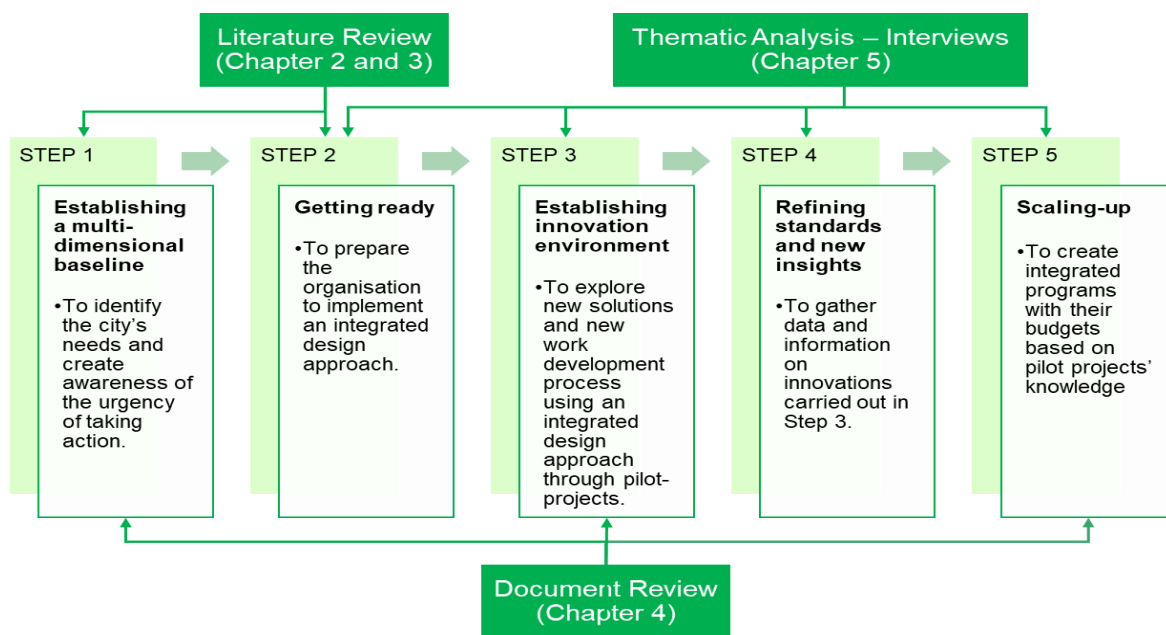 Literature Review
(Chapter 2 and 3)
Thematic Analysis – Interviews
(Chapter 5)
STEP 1
Establishing
a multi-
dimensional
baseline
•To identify
the city's
needs and
create
awareness of
the urgency
of taking
action.
STEP 2
Getting ready
•To prepare
the
organisation
to implement
an integrated
design
approach.
STEP 3
Establishing
innovation
environment
•To explore
new solutions
and new
work
development
process
using an
integrated
design
approach
through pilot-
projects.
STEP 4
Refining
standards
and new
insights
•To gather
data and
information
on
innovations
carried out in
Step 3.
STEP 5
Scaling-up
•To create
integrated
programs
with their
budgets
based on
pilot projects'
knowledge
Document Review
(Chapter 4)